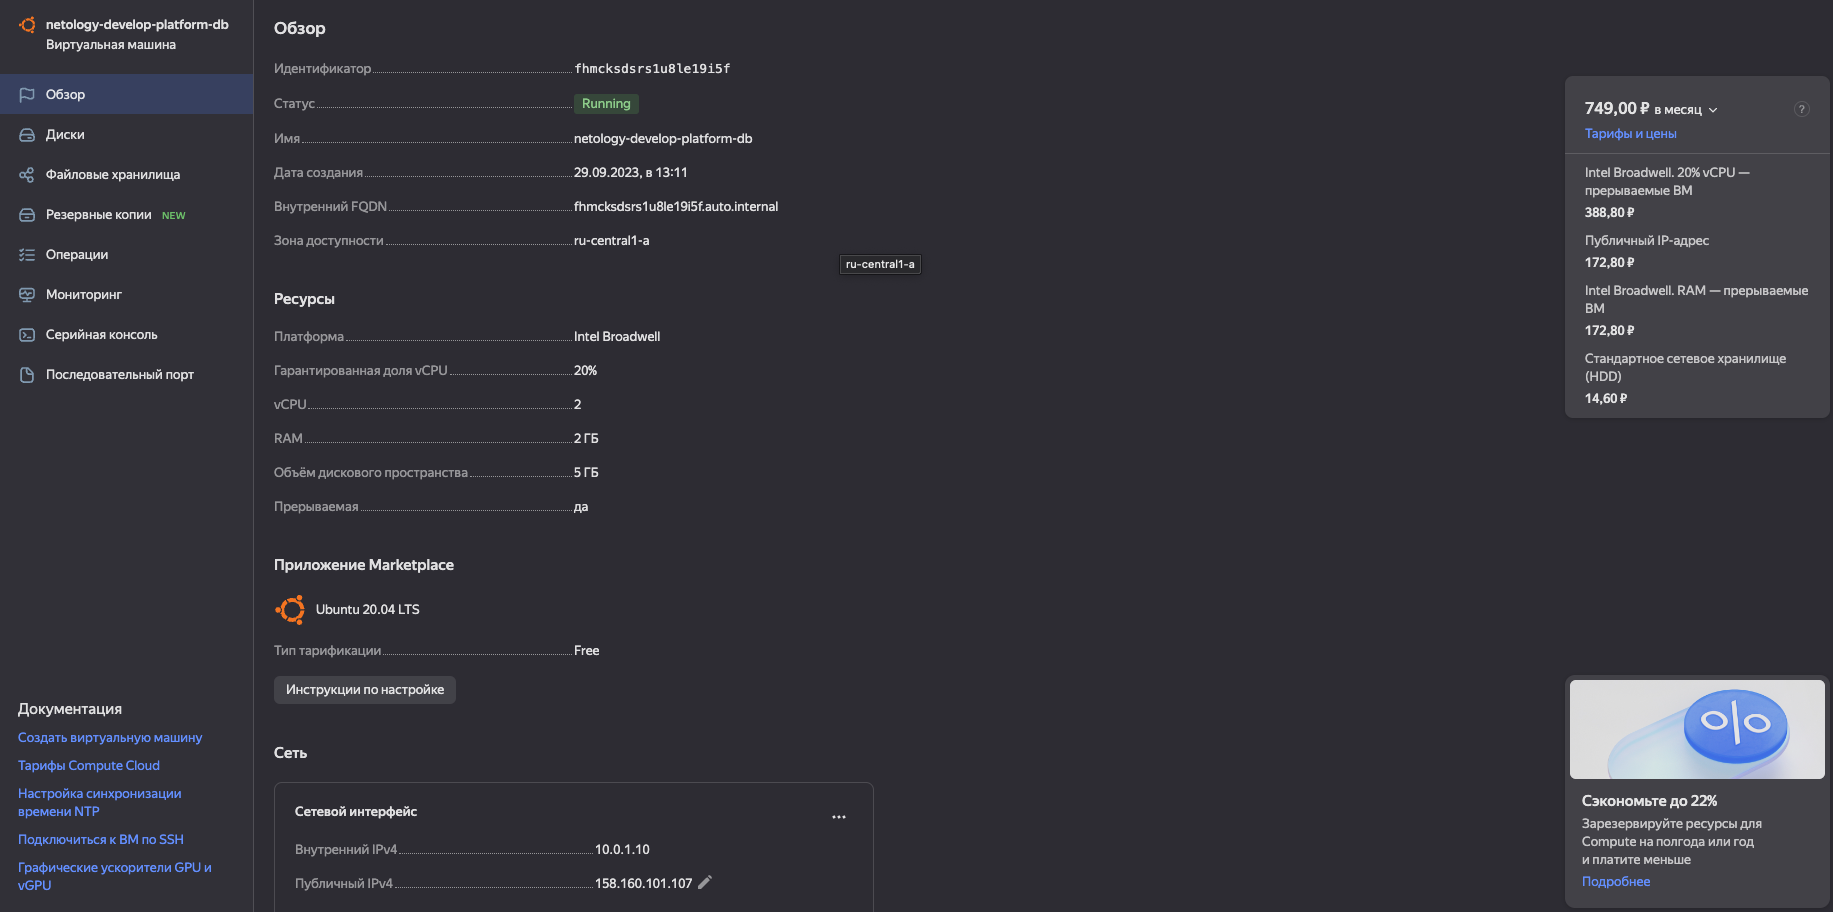 netology-develop-platform-db
Виртуальная машина
Обзор
Диски
Файловые хранилища
Резервные копии NEW
Операции
Мониторинг
Серийная консоль
Последовательный порт
Документация
Создать виртуальную машину
Тарифы Compute Cloud
Настройка синхронизации
времени NTP
Подключиться к ВМ по SSH
Графические ускорители GPU и
vGPU
Обзор
Идентификатор fhmcksdsrs1u8le19i5f
Статус Running
Имя netology-develop-platform-db
Дата создания 29.09.2023, в 13:11
Внутренний FQDN fhmcksdsrs1u8le19i5f.auto.internal
Зона доступности ru-central1-a
ru-central1-a
Ресурсы
Платформа Intel Broadwell
Гарантированная доля vCPU 20%
vCPU 2
RAM 2 ГБ
Объём дискового пространства 5 ГБ
Прерываемая да
Приложение Marketplace
Ubuntu 20.04 LTS
Тип тарификации Free
Инструкции по настройке
Сеть
Сетевой интерфейс
Внутренний IPv4 10.0.1.10
Публичный IPv4 158.160.101.107
749,00 ₽ в месяц
?
Тарифы и цены
Intel Broadwell. 20% vCPU —
прерываемые ВМ
388,80 ₽
Публичный IP-адрес
172,80 ₽
Intel Broadwell. RAM — прерываемые
ВМ
172,80 ₽
Стандартное сетевое хранилище
(HDD)
14,60 ₽
%
Сэкономьте до 22%
Зарезервируйте ресурсы для
Compute на полгода или год
и платите меньше
Подробнее